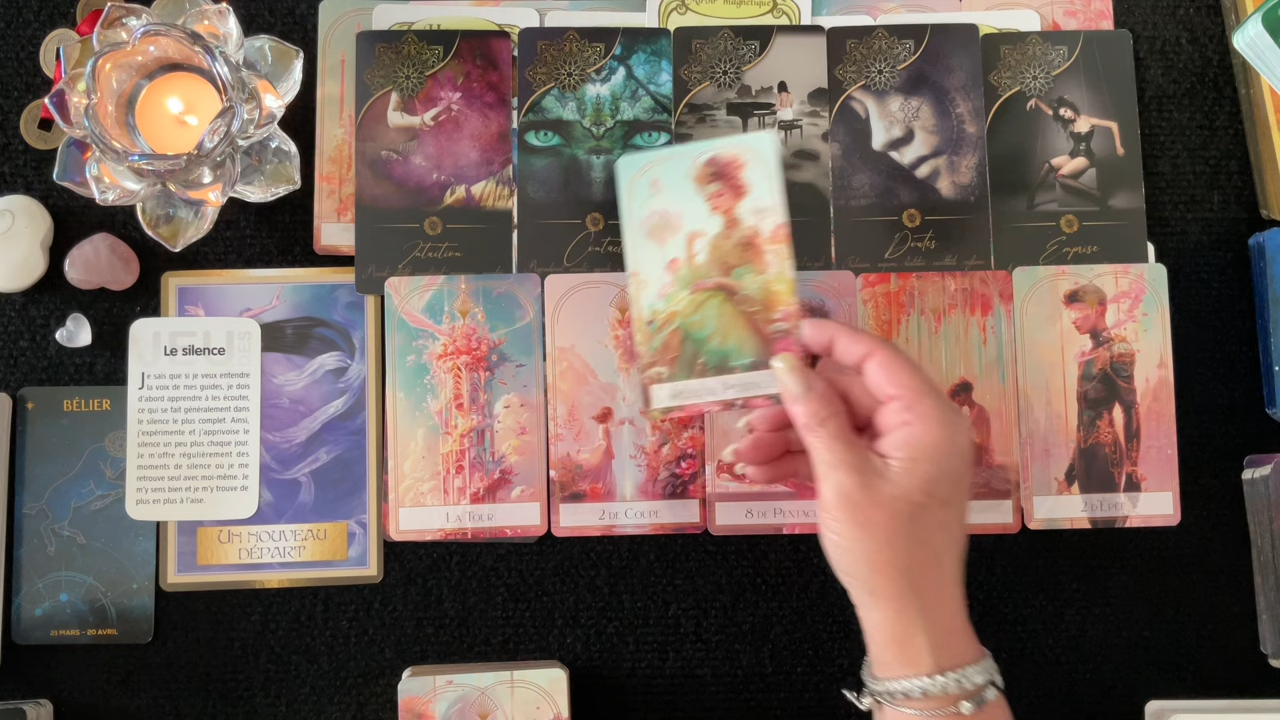 Miroir magnétique
Intuition
Doutes
Emprise
Le silence
Je sais que si je veux entendre
la voix de mes guides, je dois
d'abord apprendre à les écouter,
ce qui se fait généralement dans
le silence le plus complet. Ainsi,
j'expérimente et j'apprivoise le
silence un peu plus chaque jour.
Je m'offre régulièrement des
moments de silence où je me
retrouve seul avec moi-même. Je
m'y sens bien et je m'y trouve de
plus en plus à l'aise.
BÉLIER
21 MARS – 20 AVRIL
UN NOUVEAU
DÉPART
LA TOUR
2 DE COUPE
8 DE
2 D'ÉPÉE